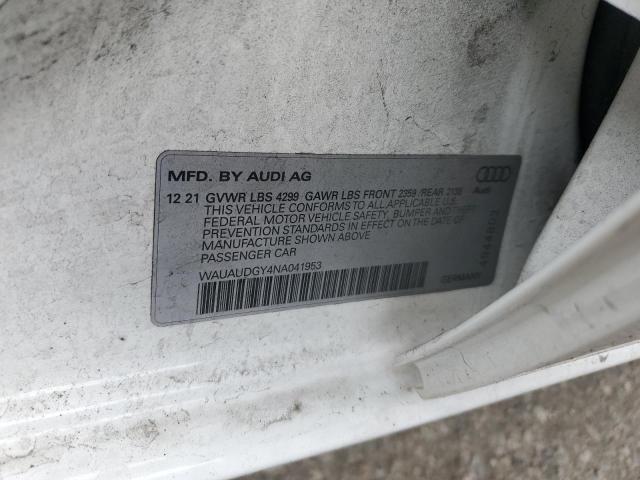 MFD. BY AUDI AG
12 21 GVWR LBS 4299 GAWR LBS FRONT 2359 /REAR 2138
THIS VEHICLE CONFORMS TO ALL APPLICABLE U.S.
FEDERAL MOTOR VEHICLE SAFETY, BUMPER AND THEFT
PREVENTION STANDARDS IN EFFECT ON THE DATE OF
MANUFACTURE SHOWN ABOVE
PASSENGER CAR
WAUAUDGY4NA041953
GERMANY
Audi